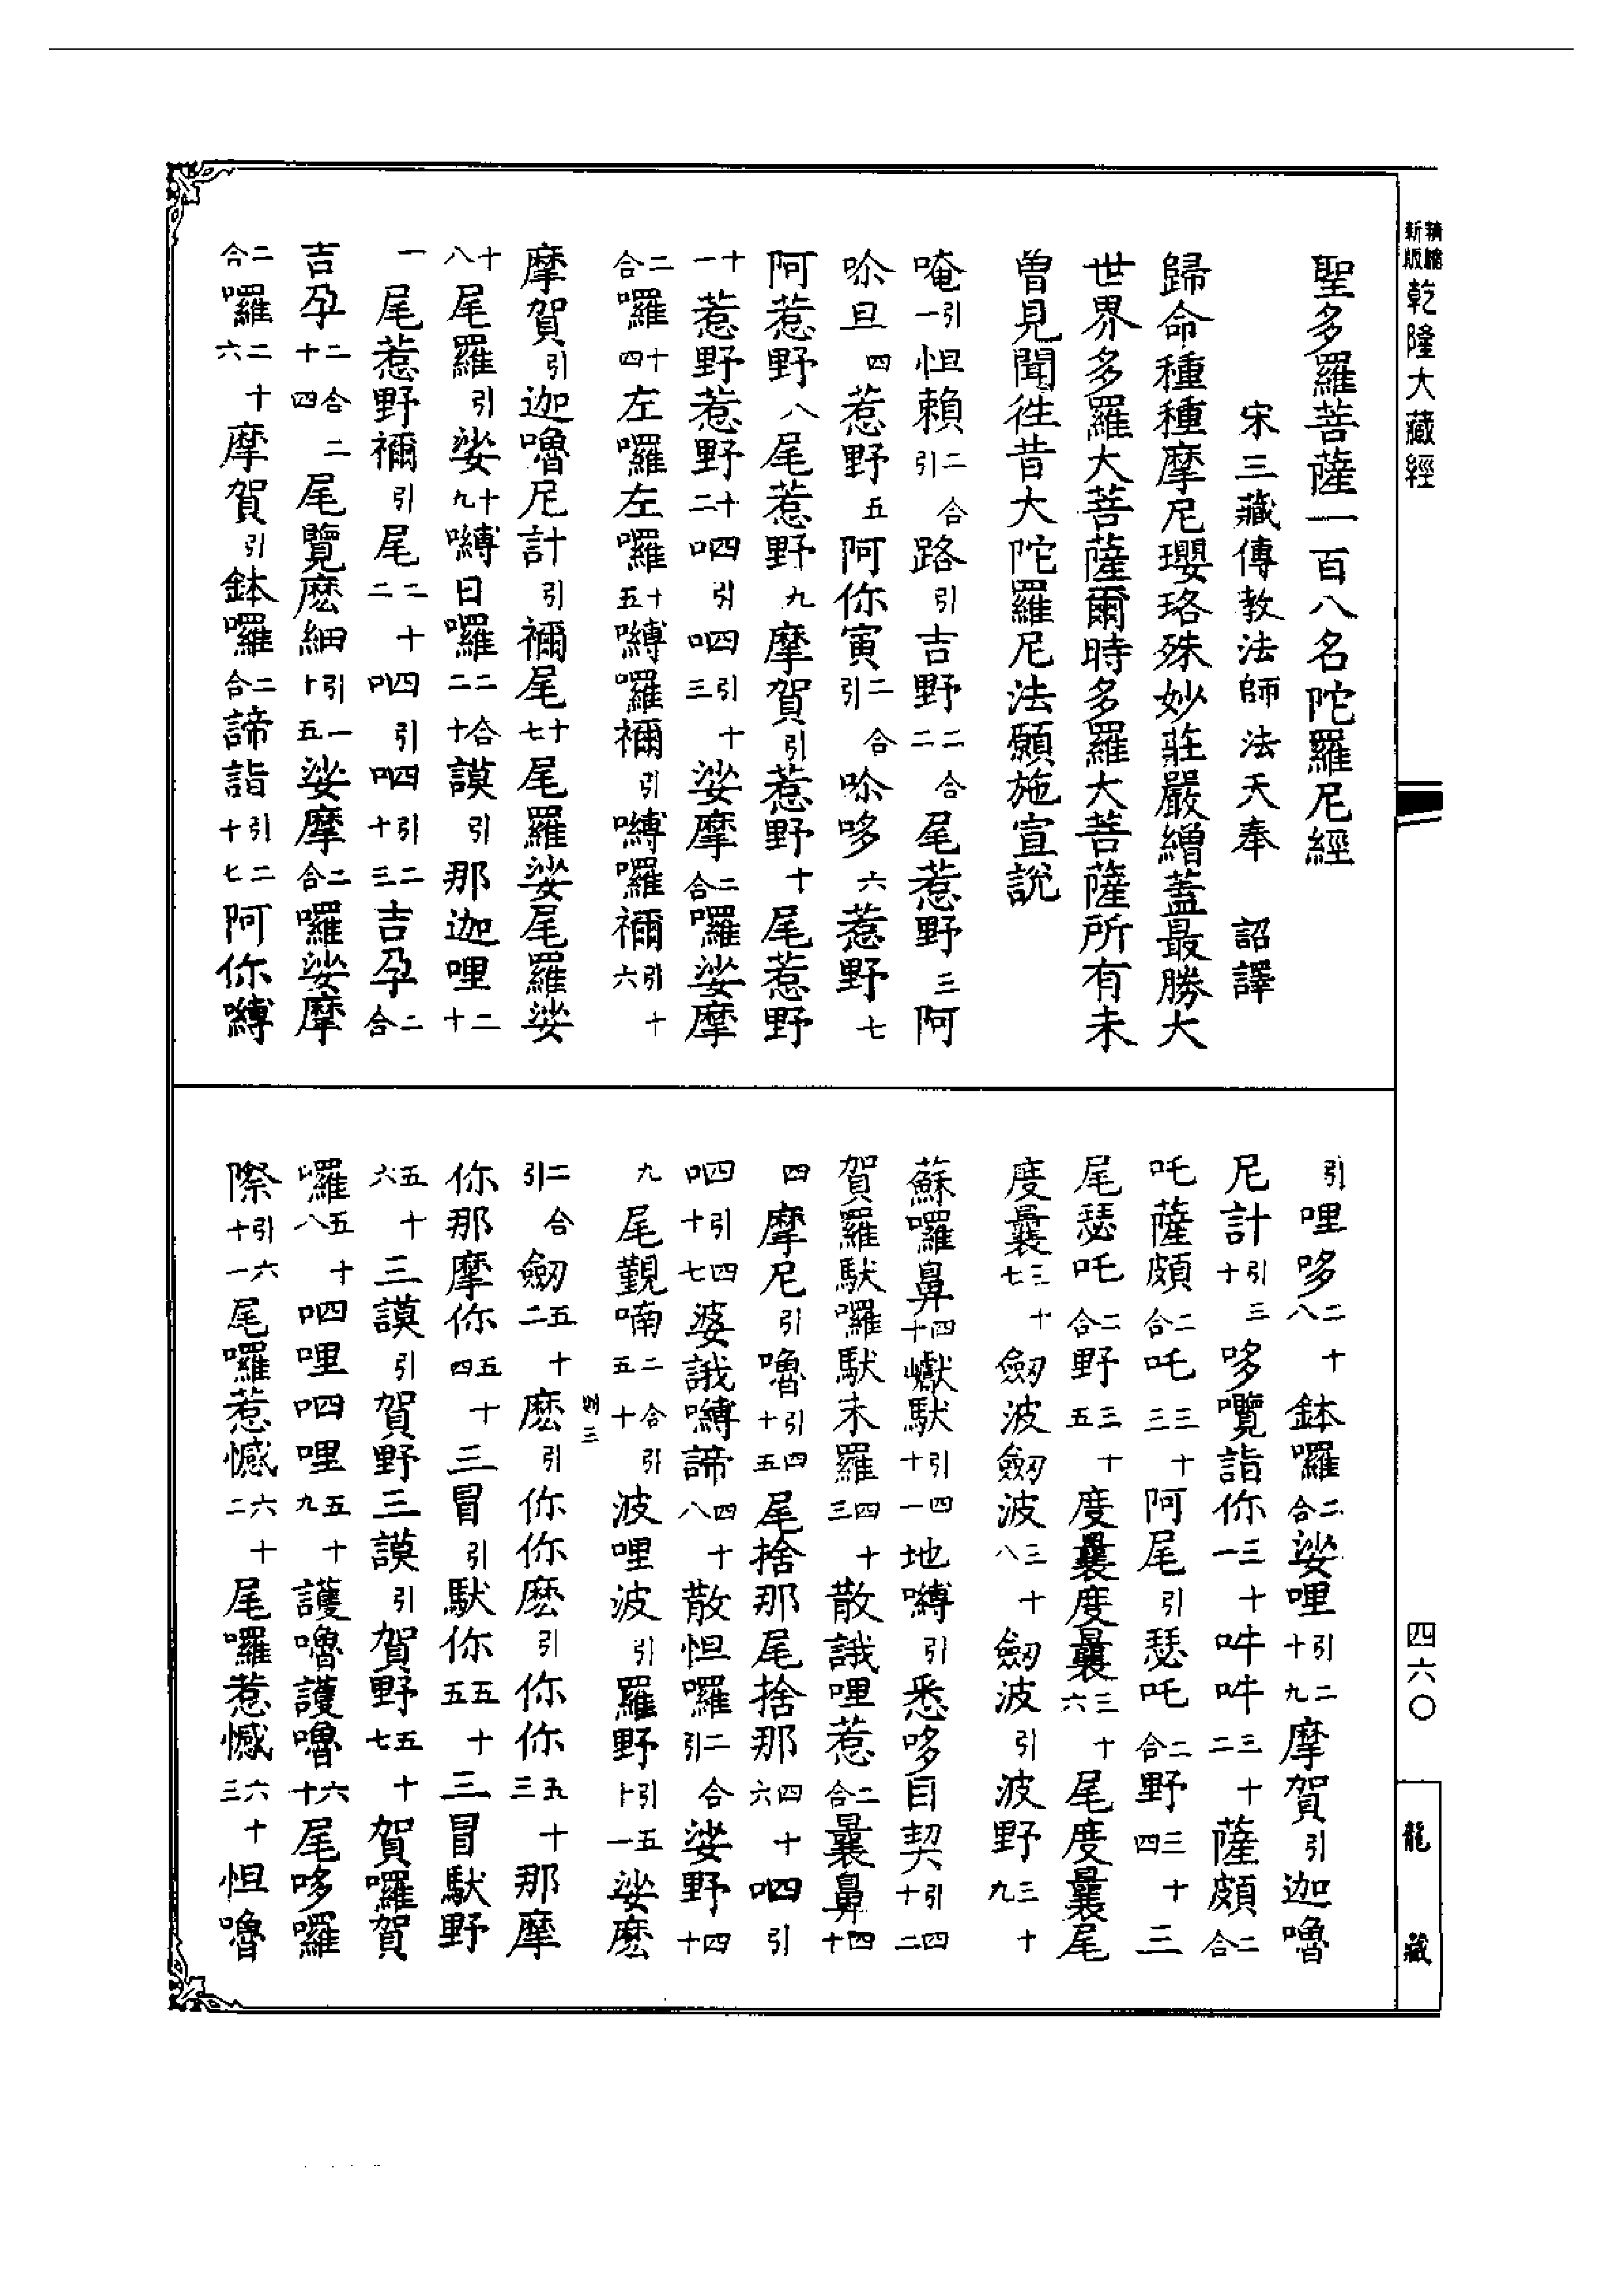 精縮
新版
乾隆大藏經
聖多羅菩薩一百八名陀羅尼經
宋三藏傳教法師法天奉 詔譯
歸命種種摩尼瓔珞殊妙莊嚴繒蓋最勝大
世界多羅大菩薩爾時多羅大菩薩所有未
曾見聞往昔大陀羅尼法願施宣說
唵引一怛賴引二合路引吉野二合二尾惹野三阿
哳旦四惹野五阿你寅引二合哳哆六惹野七
阿惹野八尾惹野九摩賀引惹野十尾惹野
十一惹野惹野十二呬引呬引十三娑摩二合囉娑摩
二合囉十四左囉左囉十五嚩囉禰引嚩囉禰引十六
摩賀引迦嚕尼計引禰尾十七尾羅娑尾羅娑
十八尾羅引娑十九嚩日囉二合二十謨引那迦哩二十
一尾惹野禰引尾二十二呬引呬引二十三吉孕二合
吉孕二合二十四尾覽麽細引二十五娑摩二合囉娑摩
二合囉二十六摩賀引鉢囉二合諦詣引二十七阿你嚩
引哩哆二十八鉢囉二合娑哩引二十九摩賀引迦嚕
尼計引三十哆囕詣你三十一吽吽三十二薩頗二合
吒薩頗二合吒三十三阿尾引瑟吒二合野三十四三
尾瑟吒二合野三十五度曩度曩三十六尾度曩尾
度曩三十七劎波劎波三十八劎波引波野三十九
蘇囉鼻四十巘馱引四十一地嚩引悉哆目契引四十二
賀羅馱囉馱末羅四十三散誐哩惹二合曩鼻四十
四摩尼引嚕引四十五尾捨那尾捨那四十六呬引
呬引四十七婆誐嚩諦四十八散怛囉引二合娑野四十
九尾覲喃二合引五十波哩波引羅野引五十一娑麽
引二合劎五十二麽引你你麽引你你五十三那摩
你那摩你五十四三冒引馱你五十五三冒馱野
五十六三謨引賀野三謨引賀野五十七賀囉賀
囉五十八呬哩呬哩五十九護嚕護嚕六十尾哆囉
際引六十一尾囉惹憾六十二尾囉惹憾六十三怛嚕
四六〇
龍藏